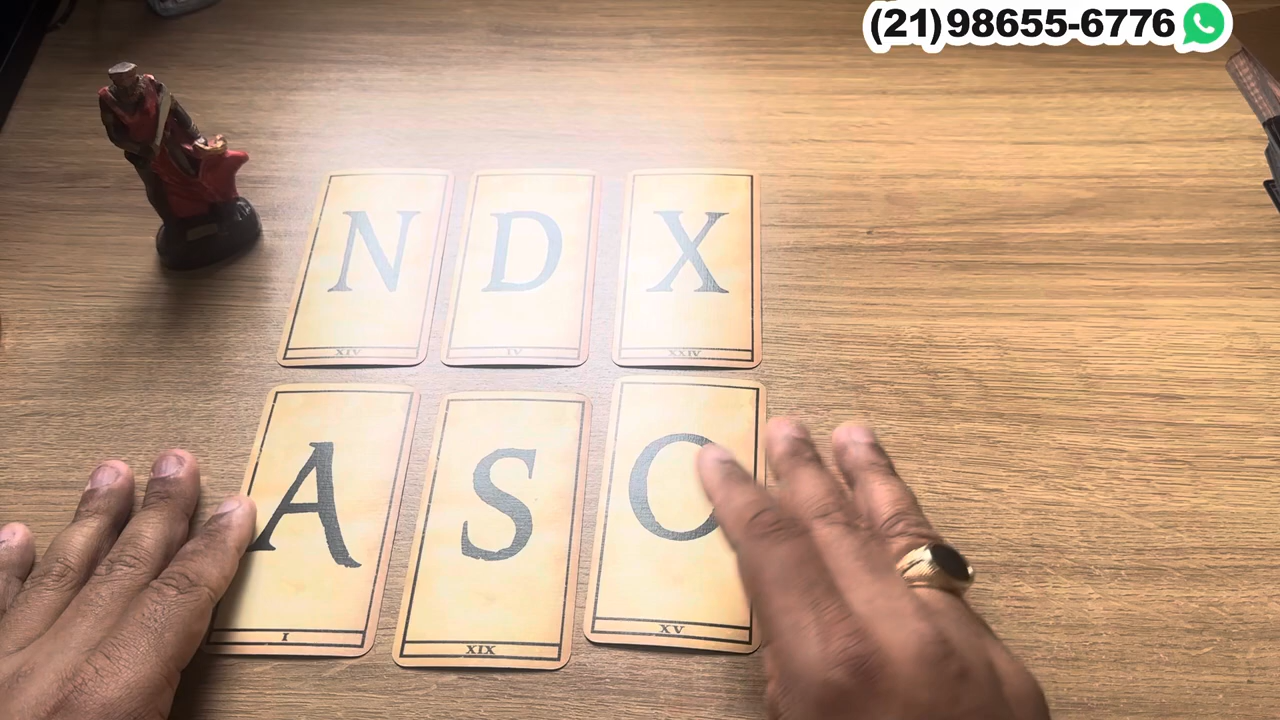 (21)98655-6776
N D X
XIV IV XXIV
A S O
I XIX XV